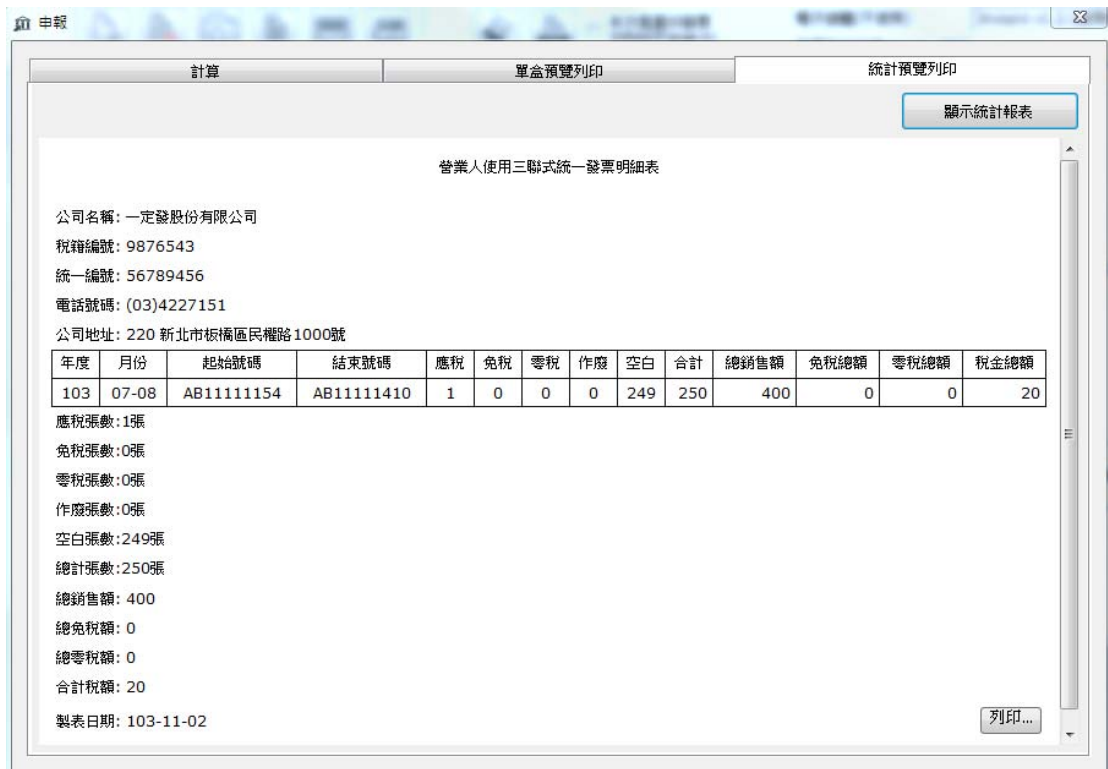 申報
計算 單盒預覽列印 統計預覽列印
顯示統計報表
營業人使用三聯式統一發票明細表
公司名稱: 一定發股份有限公司
稅籍編號: 9876543
統一編號: 56789456
電話號碼: (03)4227151
公司地址: 220 新北市板橋區民權路1000號
年度 月份 起始號碼 結束號碼 應稅 免稅 零稅 作廢 空白 合計 總銷售額 免稅總額 零稅總額 稅金總額
103 07-08 AB11111154 AB11111410 1 0 0 0 249 250 400 0 0 20
應稅張數:1張
免稅張數:0張
零稅張數:0張
作廢張數:0張
空白張數:249張
總計張數:250張
總銷售額: 400
總免稅額: 0
總零稅額: 0
合計稅額: 20
製表日期: 103-11-02
列印...